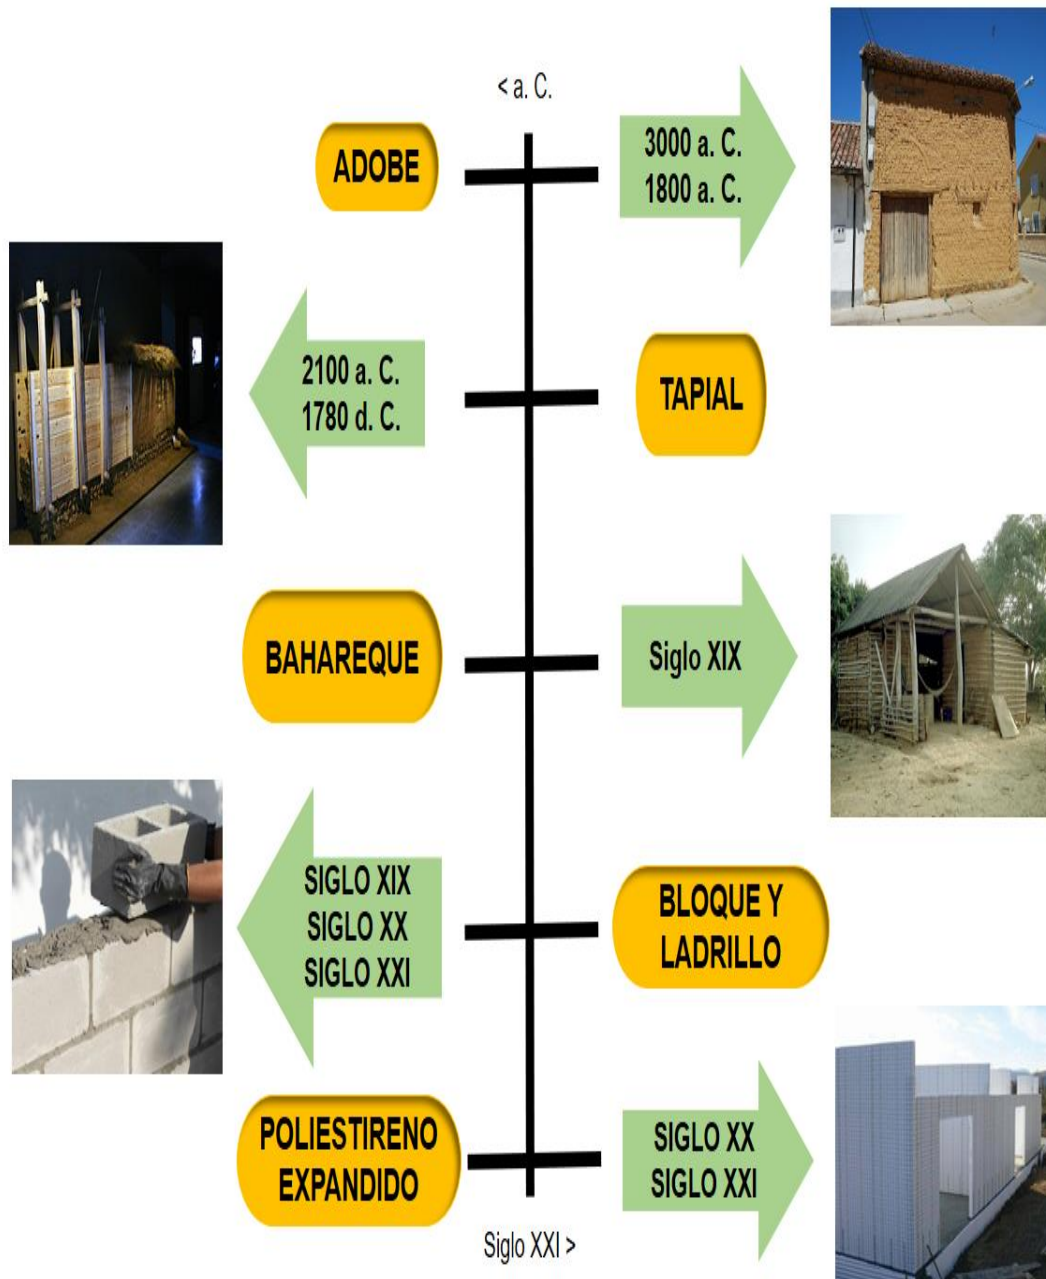 < a. C.
ADOBE
3000 a. C.
1800 a. C.
2100 a. C.
1780 d. C.
TAPIAL
BAHAREQUE
Siglo XIX
SIGLO XIX
SIGLO XX
SIGLO XXI
BLOQUE Y
LADRILLO
POLIESTIRENO
EXPANDIDO
SIGLO XX
SIGLO XXI
Siglo XXI >